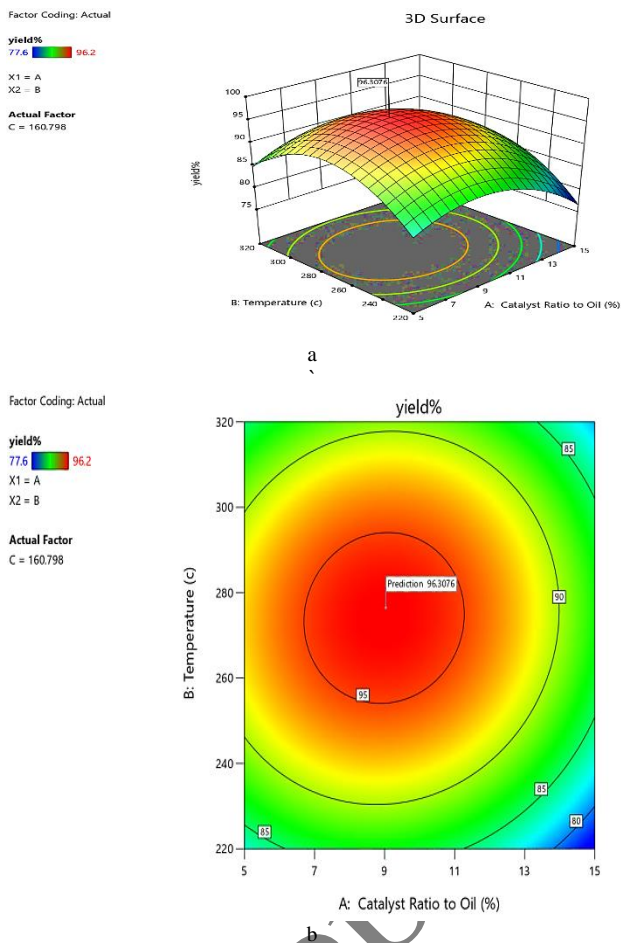 Factor Coding: Actual
3D Surface
yield%
77.6 96.2
X1 = A
X2 = B
Actual Factor
C = 160.798
96.3076
100
95
90
85
80
75
yield%
320
300
280
260
240
220
B: Temperature (c)
5
7
9
11
13
15
A: Catalyst Ratio to Oil (%)
a
`
Factor Coding: Actual
yield%
yield%
77.6 96.2
X1 = A
X2 = B
Actual Factor
C = 160.798
320
300
280
260
240
220
B: Temperature (c)
85
Prediction 96.3076
90
95
85
80
85
5 7 9 11 13 15
A: Catalyst Ratio to Oil (%)
b